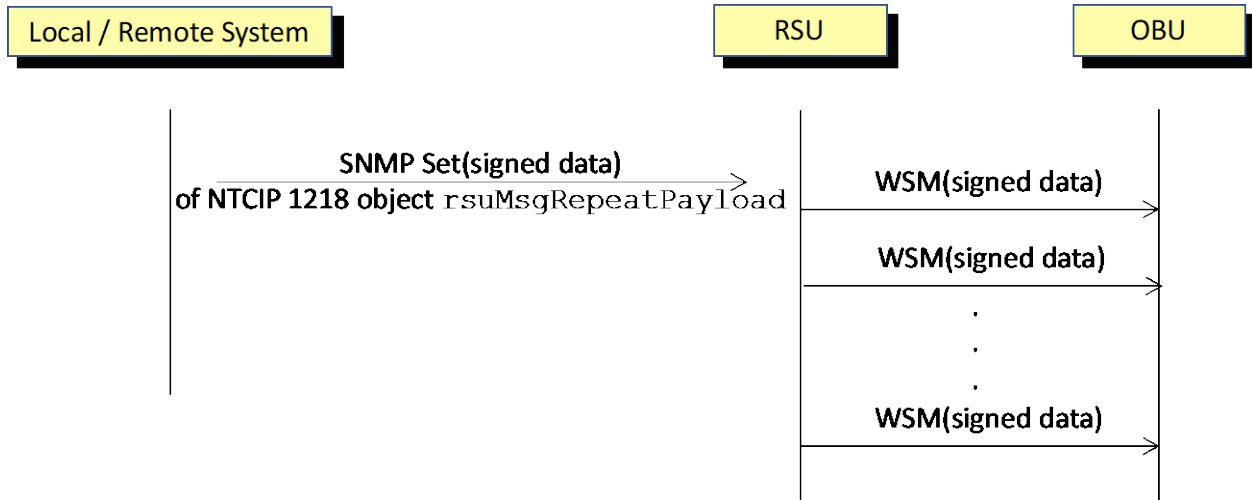 Local / Remote System
RSU
OBU
SNMP Set(signed data)
of NTCIP 1218 object rsuMsgRepeatPayload
WSM(signed data)
WSM(signed data)
.
.
.
WSM(signed data)